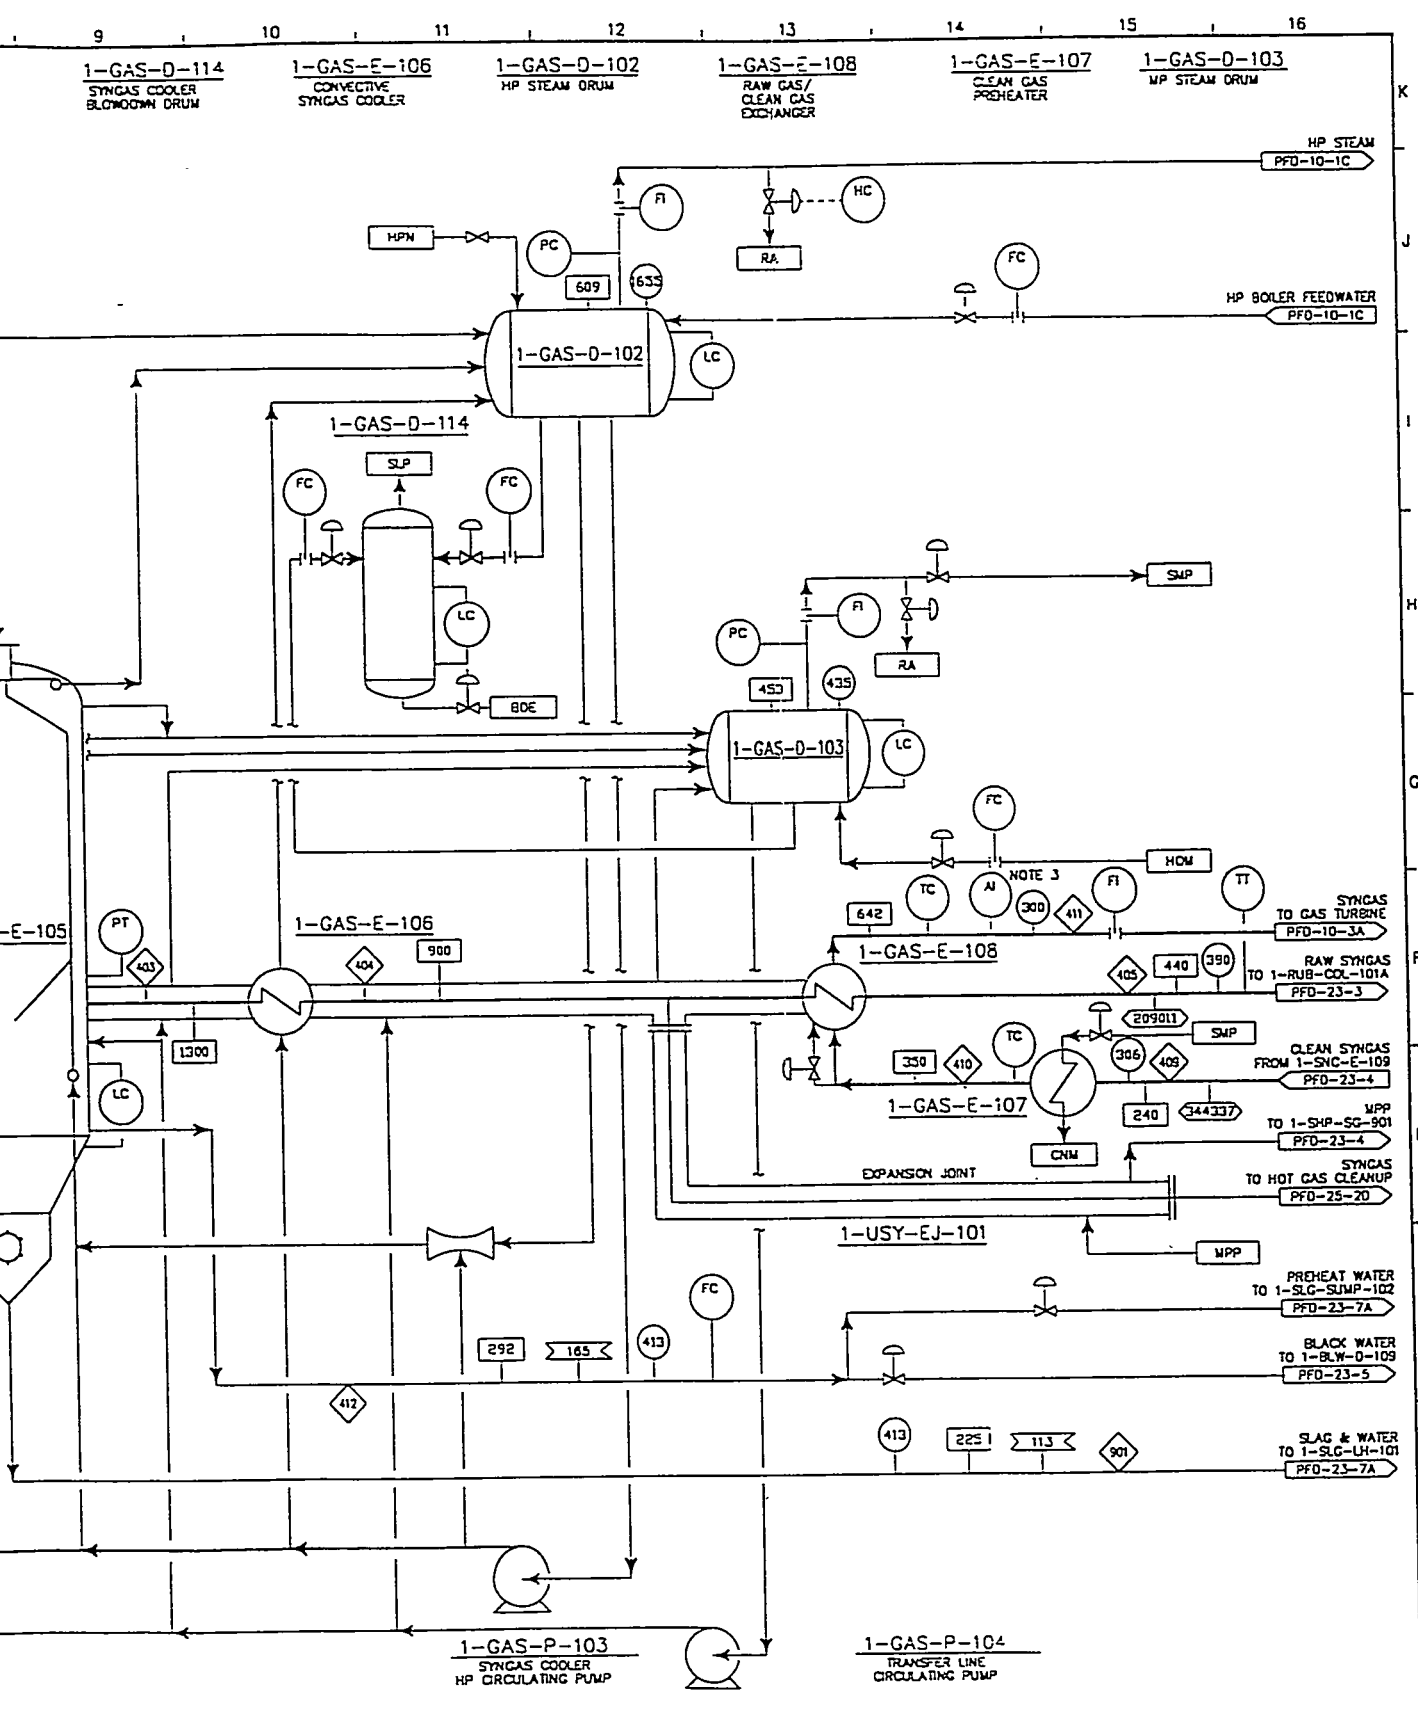 9 10 11 12 13 14 15 16
1-GAS-D-114
SYNGAS COOLER
BLOWDOWN DRUM
1-GAS-E-106
CONVECTIVE
SYNGAS COOLER
1-GAS-D-102
HP STEAM DRUM
1-GAS-E-108
RAW GAS/
CLEAN GAS
EXCHANGER
1-GAS-E-107
CLEAN GAS
PREHEATER
1-GAS-D-103
MP STEAM DRUM
K
HP STEAM
PFD-10-1C
FI
HC
HPN
PC
RA
J
FC
609
1655
HP BOILER FEEDWATER
PFD-10-1C
1-GAS-D-102
LC
1-GAS-D-114
I
SLP
FC
FC
SMP
H
LC
FI
PC
RA
BDE
453
435
1-GAS-D-103
LC
G
FC
HOM
NOTE 3
TC
AI
300
411
FI
TT
642
SYNGAS
TO GAS TURBINE
PFD-10-3A
-E-105
PT
1-GAS-E-106
900
1-GAS-E-108
403
404
405
440
390
RAW SYNGAS
TO 1-RUB-COL-101A
PFD-23-3
F
209011
1300
SMP
TC
306
409
CLEAN SYNGAS
FROM 1-SNC-E-109
PFD-23-4
350
410
LC
1-GAS-E-107
240
344337
MPP
TO 1-SHP-SG-901
PFD-23-4
CNM
EXPANSION JOINT
SYNGAS
TO HOT GAS CLEANUP
PFD-25-2D
1-USY-EJ-101
MPP
FC
PREHEAT WATER
TO 1-SLG-SUMP-102
PFD-23-7A
292
165
413
BLACK WATER
TO 1-BLW-D-109
PFD-23-5
412
413
225
113
901
SLAG & WATER
TO 1-SLG-LH-101
PFD-23-7A
1-GAS-P-103
SYNGAS COOLER
HP CIRCULATING PUMP
1-GAS-P-104
TRANSFER LINE
CIRCULATING PUMP